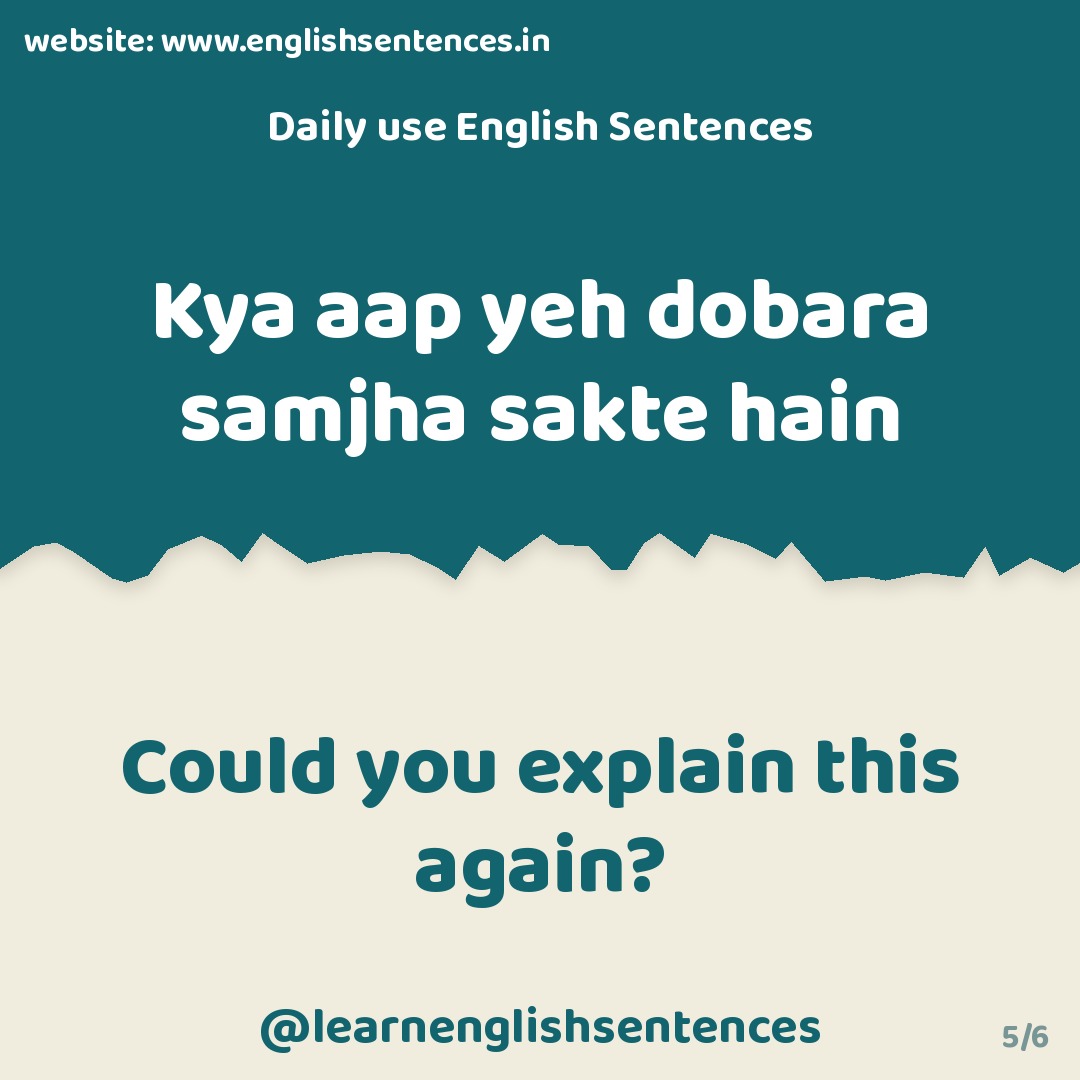 website: www.englishsentences.in
Daily use English Sentences
Kya aap yeh dobara
samjha sakte hain
Could you explain this
again?
@learnenglishsentences
5/6